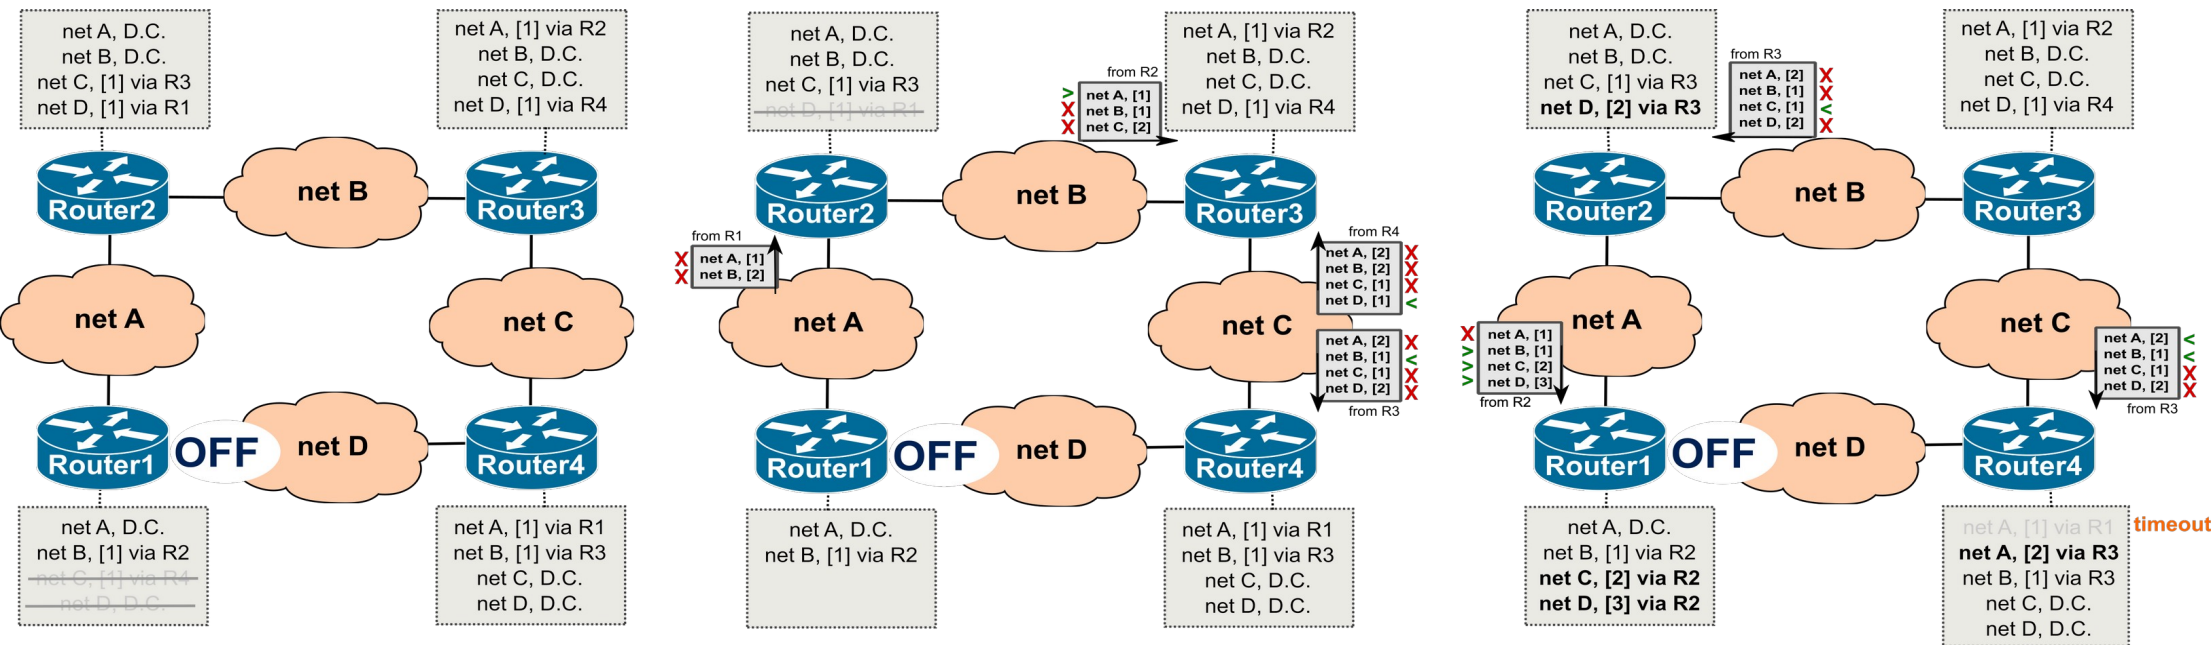 net A, D.C.
net B, D.C.
net C, [1] via R3
net D, [1] via R1
net A, [1] via R2
net B, D.C.
net C, D.C.
net D, [1] via R4
Router2
net B
Router3
net A
net C
Router1
OFF
net D
Router4
net A, D.C.
net B, [1] via R2
net C, [1] via R4
net D, D.C.
net A, [1] via R1
net B, [1] via R3
net C, D.C.
net D, D.C.
net A, D.C.
net B, D.C.
net C, [1] via R3
net D, [1] via R1
from R2
> net A, [1]
X net B, [1]
X net C, [2]
net A, [1] via R2
net B, D.C.
net C, D.C.
net D, [1] via R4
Router2
net B
Router3
from R1
X net A, [1]
X net B, [2]
from R4
net A, [2] X
net B, [2] X
net C, [1] X
net D, [1] <
net A
net C
net A, [2] X
net B, [1] <
net C, [1] X
net D, [2] X
from R3
Router1
OFF
net D
Router4
net A, D.C.
net B, [1] via R2
net A, [1] via R1
net B, [1] via R3
net C, D.C.
net D, D.C.
net A, D.C.
net B, D.C.
net C, [1] via R3
net D, [2] via R3
from R3
net A, [2] X
net B, [1] X
net C, [1] <
net D, [2] X
net A, [1] via R2
net B, D.C.
net C, D.C.
net D, [1] via R4
Router2
net B
Router3
net A
net C
X net A, [1]
> net B, [1]
> net C, [2]
> net D, [3]
from R2
net A, [2] <
net B, [1] <
net C, [1] X
net D, [2] X
from R3
Router1
OFF
net D
Router4
net A, D.C.
net B, [1] via R2
net C, [2] via R2
net D, [3] via R2
net A, [1] via R1 timeout
net A, [2] via R3
net B, [1] via R3
net C, D.C.
net D, D.C.